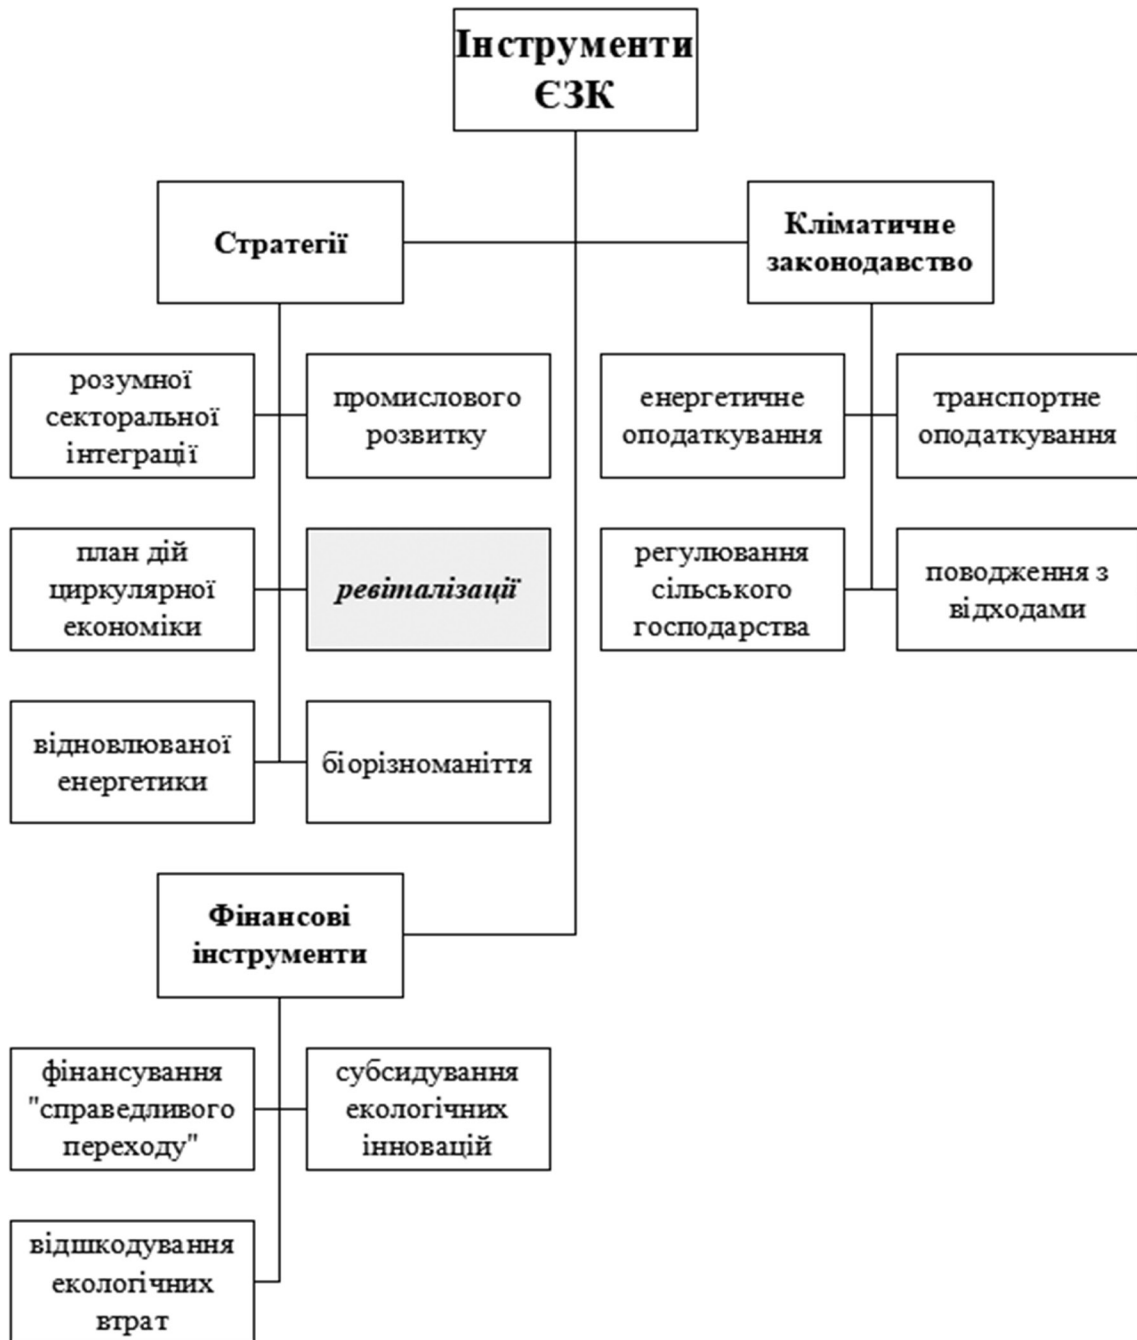 Інструменти
ЄЗК
Стратегії
Кліматичне
законодавство
розумної
секторальної
інтеграції
промислового
розвитку
енергетичне
оподаткування
транспортне
оподаткування
план дій
циркулярної
економіки
ревіталізації
регулювання
сільського
господарства
поводження з
відходами
відновлюваної
енергетики
біорізноманіття
Фінансові
інструменти
фінансування
"справедливого
переходу"
субсидування
екологічних
інновацій
відшкодування
екологічних
втрат